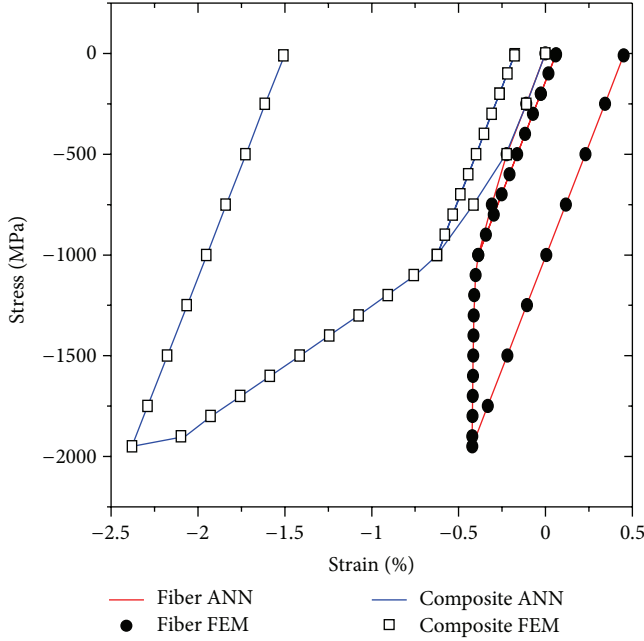 0
−500
−1000
−1500
−2000
Stress (MPa)
−2.5
−2
−1.5
−1
−0.5
0
0.5
Strain (%)
Fiber ANN
Fiber FEM
Composite ANN
Composite FEM